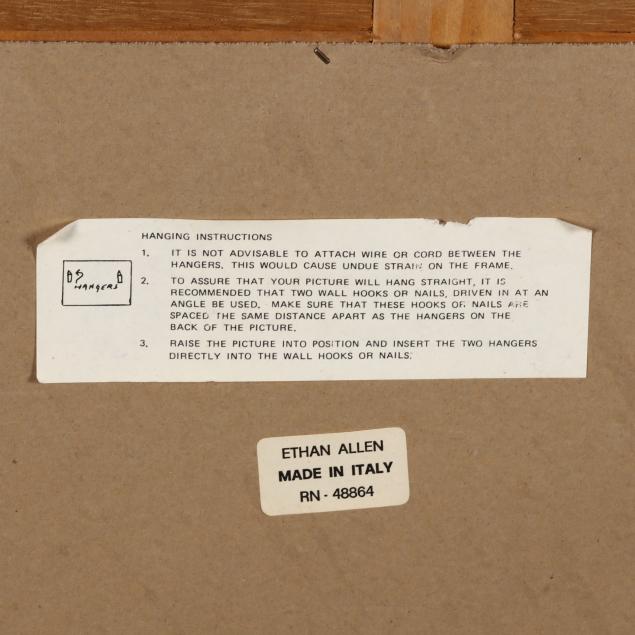 HANGING INSTRUCTIONS
1. IT IS NOT ADVISABLE TO ATTACH WIRE OR CORD BETWEEN THE
HANGERS. THIS WOULD CAUSE UNDUE STRAIN ON THE FRAME.
2. TO ASSURE THAT YOUR PICTURE WILL HANG STRAIGHT, IT IS
RECOMMENDED THAT TWO WALL HOOKS OR NAILS, DRIVEN IN AT AN
ANGLE BE USED. MAKE SURE THAT THESE HOOKS OR NAILS ARE
SPACED THE SAME DISTANCE APART AS THE HANGERS ON THE
BACK OF THE PICTURE.
3. RAISE THE PICTURE INTO POSITION AND INSERT THE TWO HANGERS
DIRECTLY INTO THE WALL HOOKS OR NAILS.
HANGERS
ETHAN ALLEN
MADE IN ITALY
RN - 48864